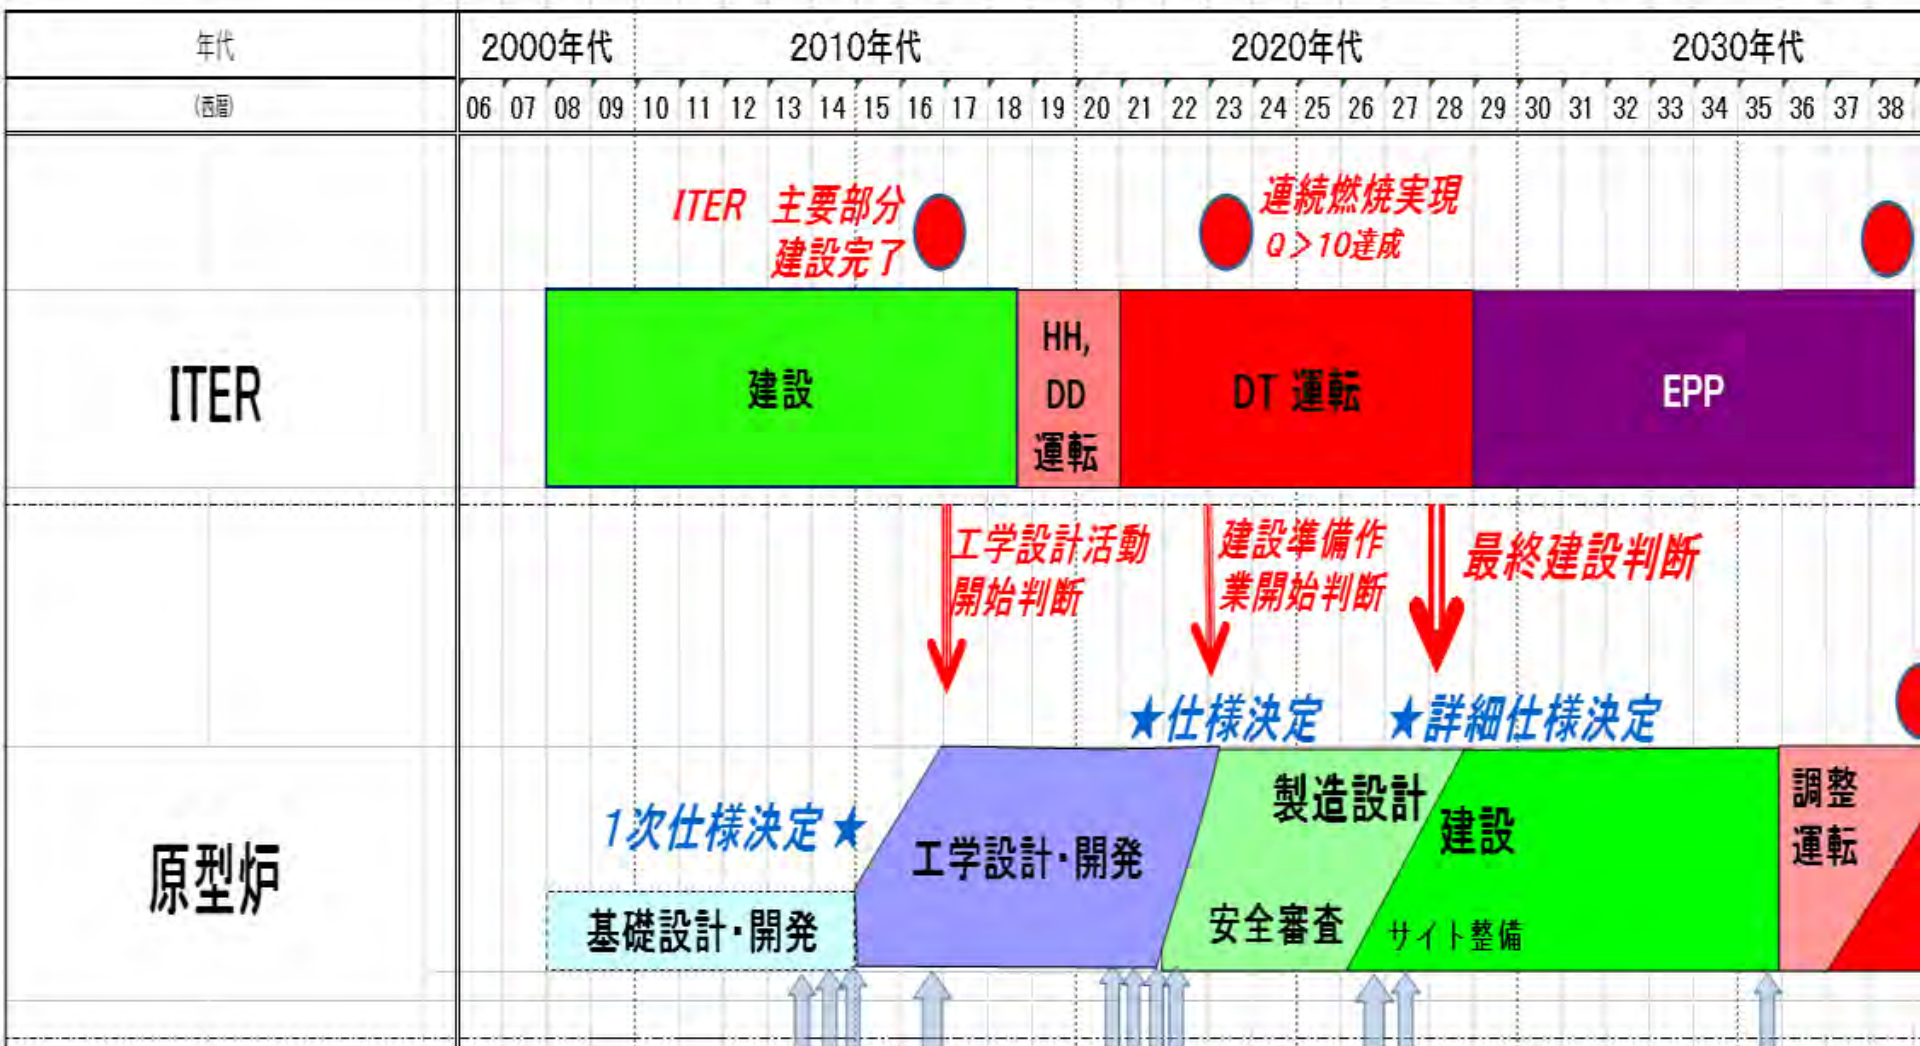 年代 2000年代 2010年代 2020年代 2030年代
(西暦) 06 07 08 09 10 11 12 13 14 15 16 17 18 19 20 21 22 23 24 25 26 27 28 29 30 31 32 33 34 35 36 37 38
ITER 主要部分
建設完了
連続燃焼実現
Q>10達成
ITER
建設
HH,
DD
運転
DT 運転
EPP
工学設計活動
開始判断
建設準備作
業開始判断
最終建設判断
★仕様決定
★詳細仕様決定
原型炉
1次仕様決定★
基礎設計・開発
工学設計・開発
製造設計
安全審査
建設
サイト整備
調整
運転